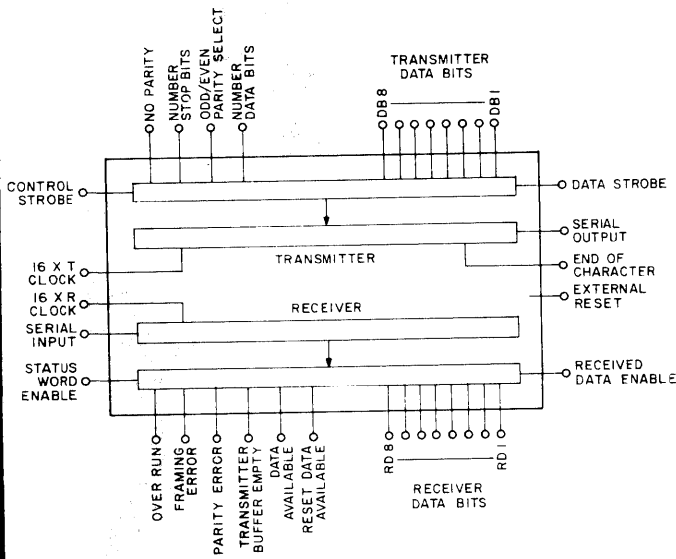 NO PARITY
NUMBER
STOP BITS
ODD/EVEN
PARITY SELECT
NUMBER
DATA BITS
TRANSMITTER
DATA BITS
DB8
DB1
CONTROL
STROBE
DATA STROBE
SERIAL
OUTPUT
TRANSMITTER
16 X T
CLOCK
END OF
CHARACTER
16 X R
CLOCK
RECEIVER
EXTERNAL
RESET
SERIAL
INPUT
STATUS
WORD
ENABLE
RECEIVED
DATA ENABLE
OVER RUN
FRAMING
ERROR
PARITY ERROR
TRANSMITTER
BUFFER EMPTY
DATA
AVAILABLE
RESET DATA
AVAILABLE
RD8
RD1
RECEIVER
DATA BITS